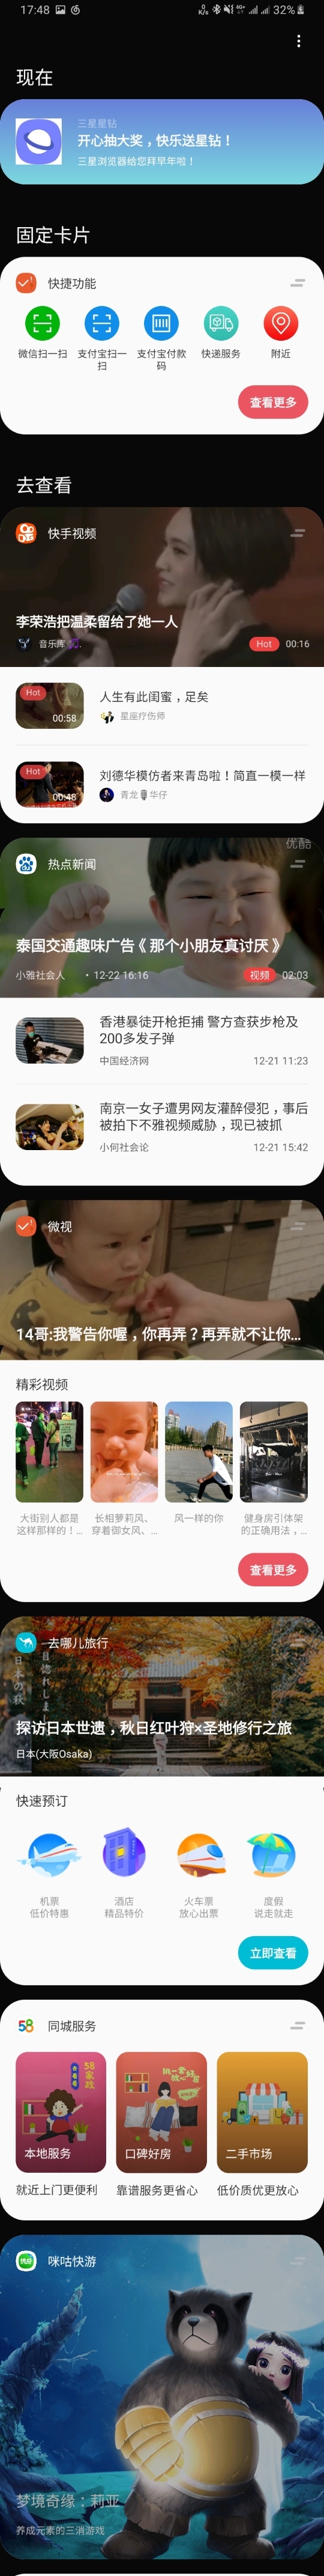 17:48
0 K/s 4G+ 32%
现在
三星星钻
开心抽大奖，快乐送星钻！
三星浏览器给您拜早年啦！
固定卡片
快捷功能
微信扫一扫
支付宝扫一
扫
支付宝付款
码
快递服务
附近
查看更多
去查看
快手视频
李荣浩把温柔留给了她一人
音乐库
Hot
00:16
Hot
00:58
人生有此闺蜜，足矣
星座疗伤师
Hot
00:48
刘德华模仿者来青岛啦！简直一模一样
青龙🎙华仔
优酷
热点新闻
泰国交通趣味广告《那个小朋友真讨厌》
小雅社会人
• 12-22 16:16
视频
02:03
香港暴徒开枪拒捕 警方查获步枪及
200多发子弹
中国经济网
12-21 11:23
南京一女子遭男网友灌醉侵犯，事后
被拍下不雅视频威胁，现已被抓
小何社会论
12-21 15:42
微视
14哥:我警告你喔，你再弄？再弄就不让你...
精彩视频
大街别人都是
这样那样的！...
长相萝莉风、
穿着御女风、...
风一样的你
健身房引体架
的正确用法，...
查看更多
去哪儿旅行
日本の秋
探访日本世遗，秋日红叶狩×圣地修行之旅
日本(大阪Osaka)
快速预订
机票
低价特惠
酒店
精品特价
火车票
放心出票
度假
说走就走
立即查看
58
同城服务
58
家政
本地服务
口碑好房
二手市场
就近上门更便利
靠谱服务更省心
低价质优更放心
咪咕快游
梦境奇缘：莉亚
养成元素的三消游戏